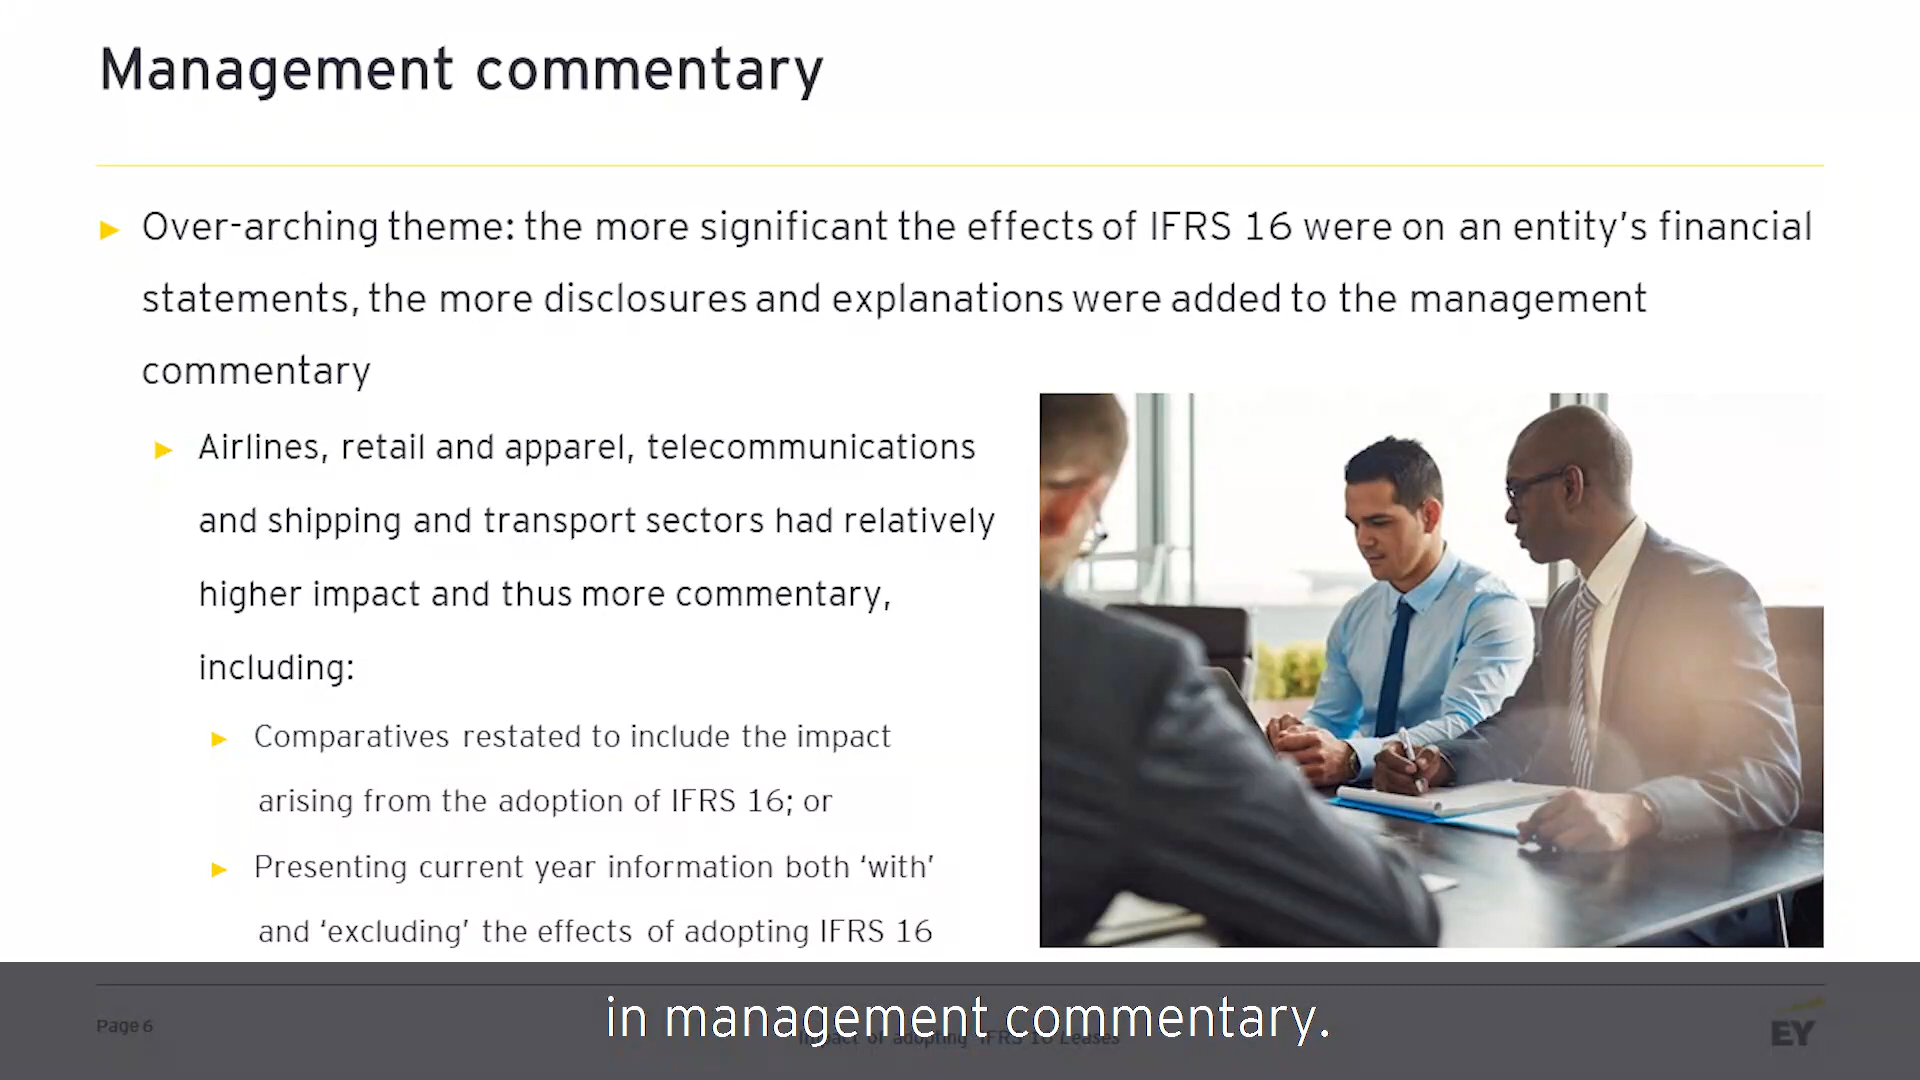 Management commentary
► Over-arching theme: the more significant the effects of IFRS 16 were on an entity’s financial
statements, the more disclosures and explanations were added to the management
commentary
► Airlines, retail and apparel, telecommunications
and shipping and transport sectors had relatively
higher impact and thus more commentary,
including:
► Comparatives restated to include the impact
arising from the adoption of IFRS 16; or
► Presenting current year information both ‘with’
and ‘excluding’ the effects of adopting IFRS 16
in management commentary.
Page 6
Impact of adopting IFRS 16 Leases
EY